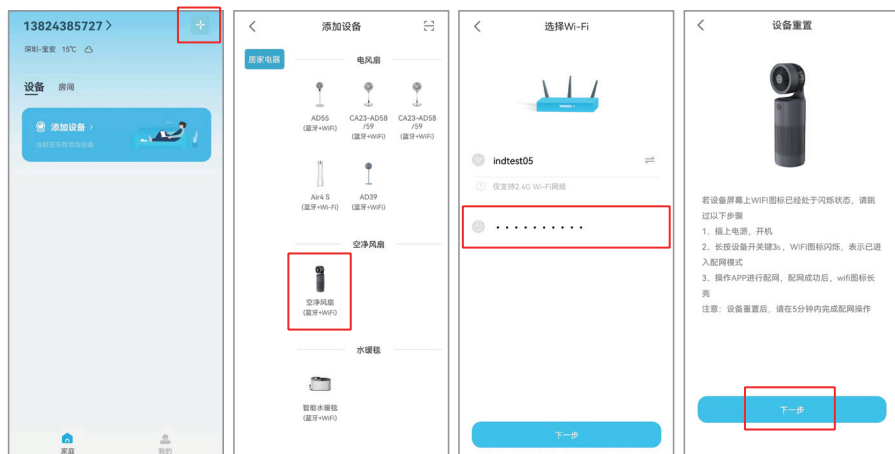 13824385727 >
深圳-宝安 15℃
设备 房间
添加设备 >
家庭 我的
添加设备
居家电器
电风扇
AD55
(蓝牙+WiFi)
CA23-AD58
/59
(蓝牙+WiFi)
CA23-AD58
/59
(蓝牙+WiFi)
Air4 S
(蓝牙+Wi-Fi)
AD39
(蓝牙+WiFi)
空净风扇
空净风扇
(蓝牙+WiFi)
水暖毯
智能水暖毯
(蓝牙+WiFi)
选择Wi-Fi
indtest05
仅支持2.4G Wi-Fi网络
下一步
设备重置
若设备屏幕上WIFI图标已经处于闪烁状态，请跳
过以下步骤
1、插上电源，开机
2、长按设备开关键3s，WIFI图标闪烁，表示已进
入配网模式
3、操作APP进行配网，配网成功后，wifi图标长
亮
注意：设备重置后，请在5分钟内完成配网操作
下一步